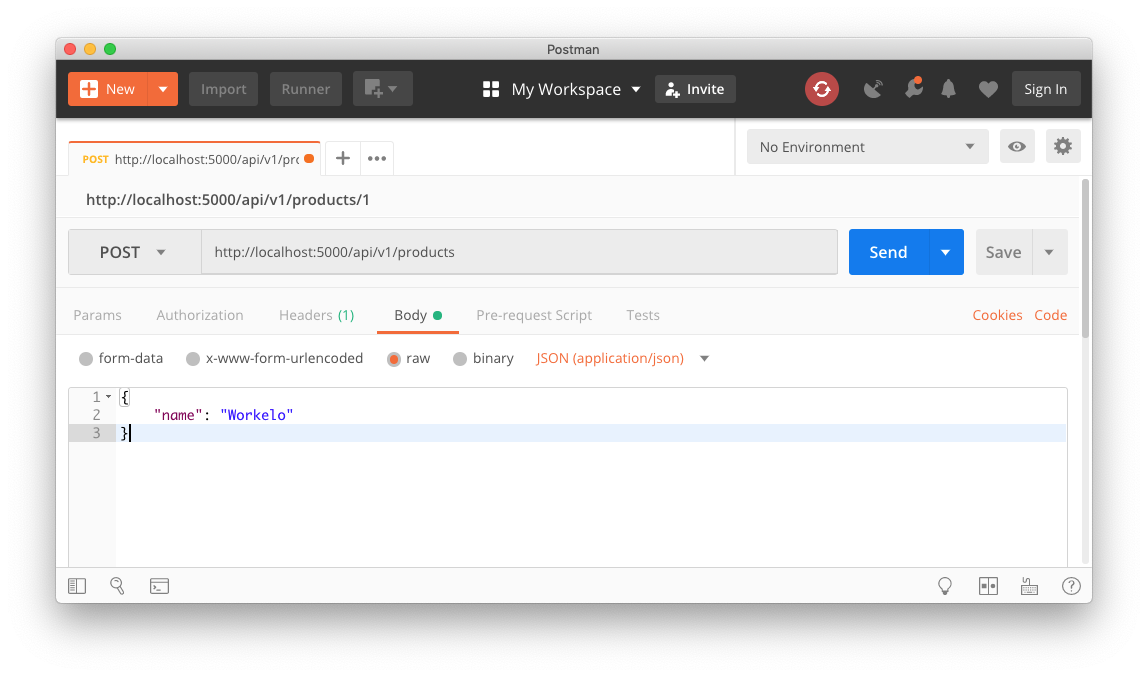 Postman
New Import Runner My Workspace Invite Sign In
POST http://localhost:5000/api/v1/pro No Environment
http://localhost:5000/api/v1/products/1
POST http://localhost:5000/api/v1/products Send Save
Params Authorization Headers (1) Body Pre-request Script Tests Cookies Code
form-data x-www-form-urlencoded raw binary JSON (application/json)
1 {
2 "name": "Workelo"
3 }